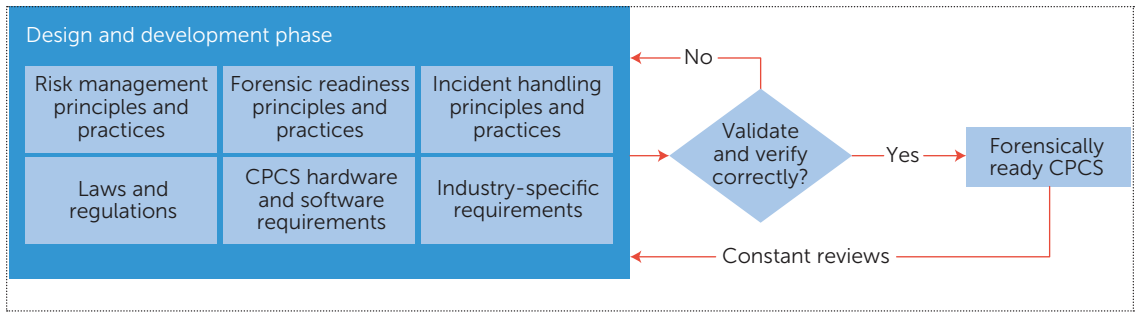 Design and development phase
Risk management
principles and
practices
Forensic readiness
principles and
practices
Incident handling
principles and
practices
Laws and
regulations
CPCS hardware
and software
requirements
Industry-specific
requirements
No
Validate
and verify
correctly?
Yes
Forensically
ready CPCS
Constant reviews